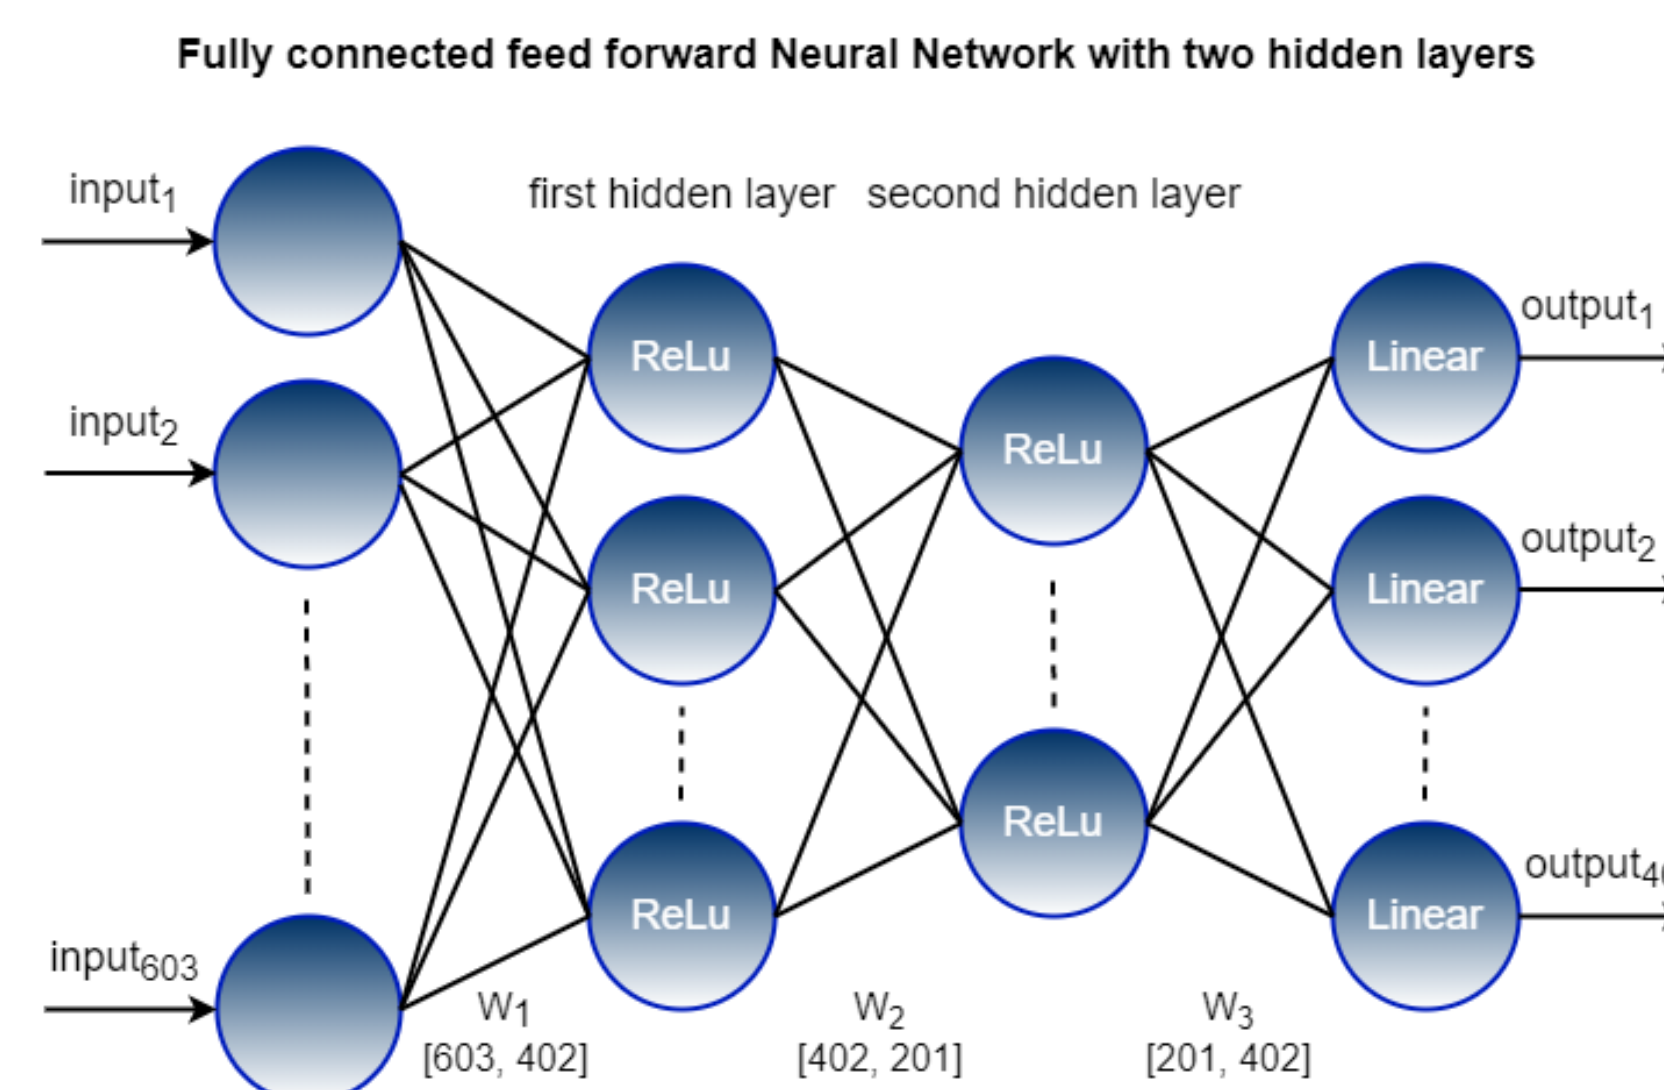 Fully connected feed forward Neural Network with two hidden layers
input1
first hidden layer
second hidden layer
output1
ReLu
Linear
input2
ReLu
output2
ReLu
Linear
ReLu
output40
ReLu
Linear
input603
W1
[603, 402]
W2
[402, 201]
W3
[201, 402]